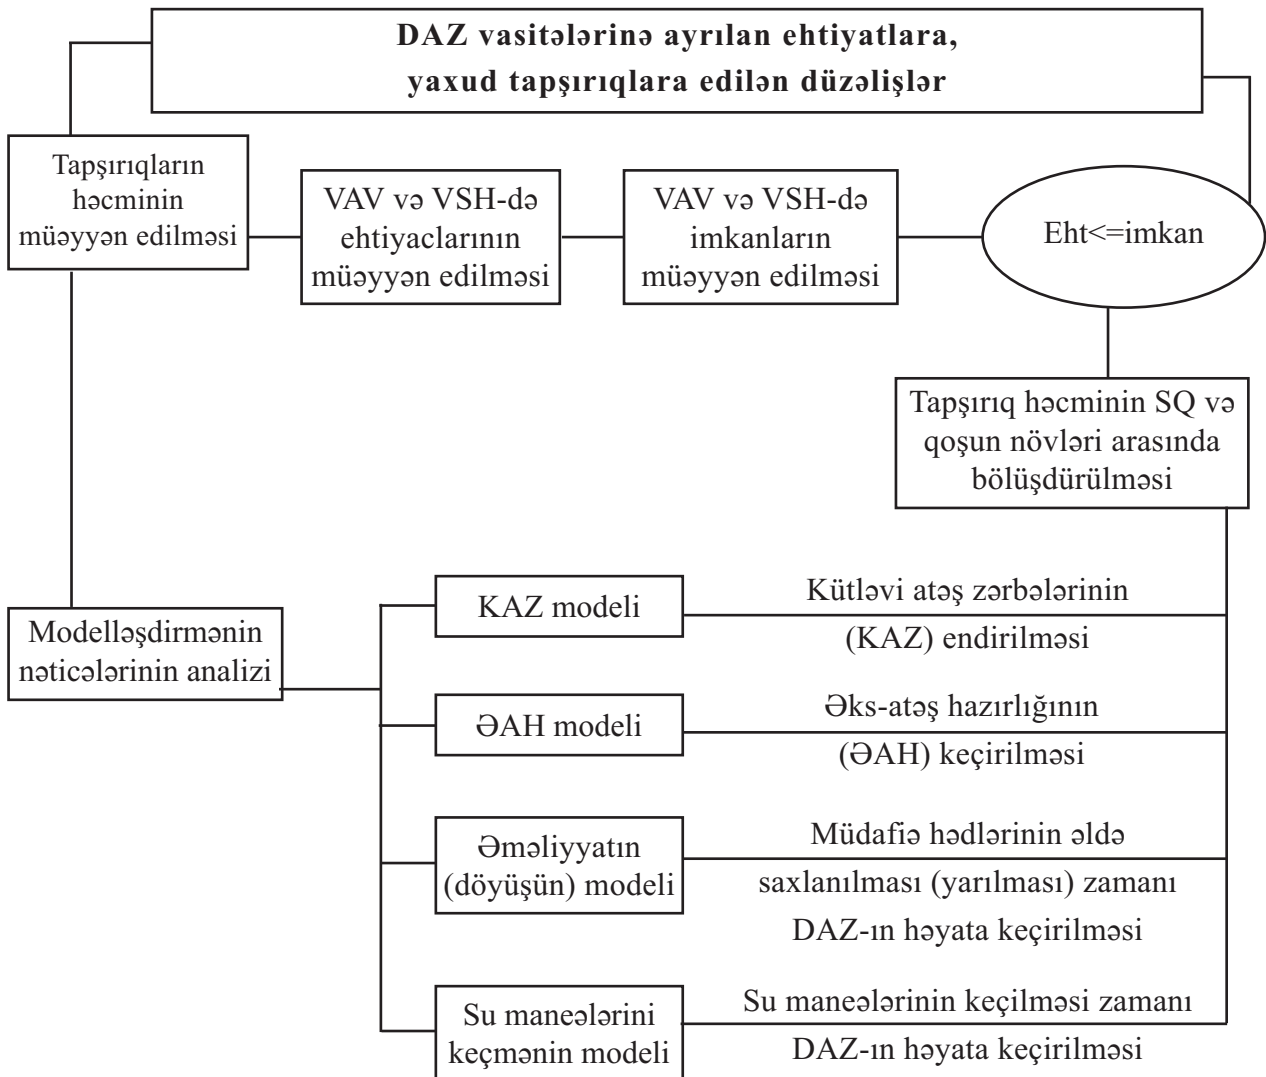 DAZ vasitələrinə ayrılan ehtiyatlara,
yaxud tapşırıqlara edilən düzəlişlər
Tapşırıqların
həcminin
müəyyən edilməsi
VAV və VSH-də
ehtiyaclarının
müəyyən edilməsi
VAV və VSH-də
imkanların
müəyyən edilməsi
Eht<=imkan
Tapşırıq həcminin SQ və
qoşun növləri arasında
bölüşdürülməsi
Modelləşdirmənin
nəticələrinin analizi
KAZ modeli
Kütləvi atəş zərbələrinin
(KAZ) endirilməsi
ƏAH modeli
Əks-atəş hazırlığının
(ƏAH) keçirilməsi
Əməliyyatın
(döyüşün) modeli
Müdafiə hədlərinin əldə
saxlanılması (yarılması) zamanı
DAZ-ın həyata keçirilməsi
Su maneələrini
keçmənin modeli
Su maneələrinin keçilməsi zamanı
DAZ-ın həyata keçirilməsi